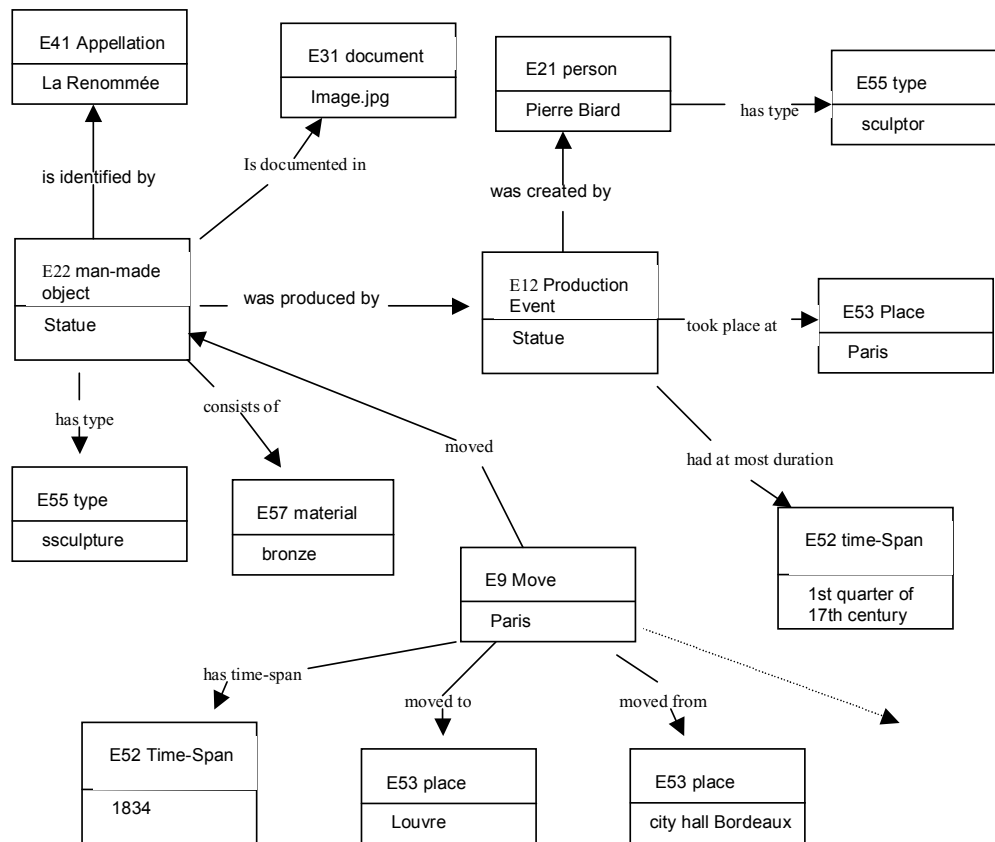 E41 Appellation
La Renommée
E31 document
Image.jpg
E21 person
Pierre Biard
has type
E55 type
sculptor
is identified by
Is documented in
was created by
E22 man-made
object
Statue
was produced by
E12 Production
Event
Statue
took place at
E53 Place
Paris
has type
consists of
moved
had at most duration
E55 type
ssculpture
E57 material
bronze
E52 time-Span
1st quarter of
17th century
E9 Move
Paris
has time-span
moved to
moved from
E52 Time-Span
1834
E53 place
Louvre
E53 place
city hall Bordeaux